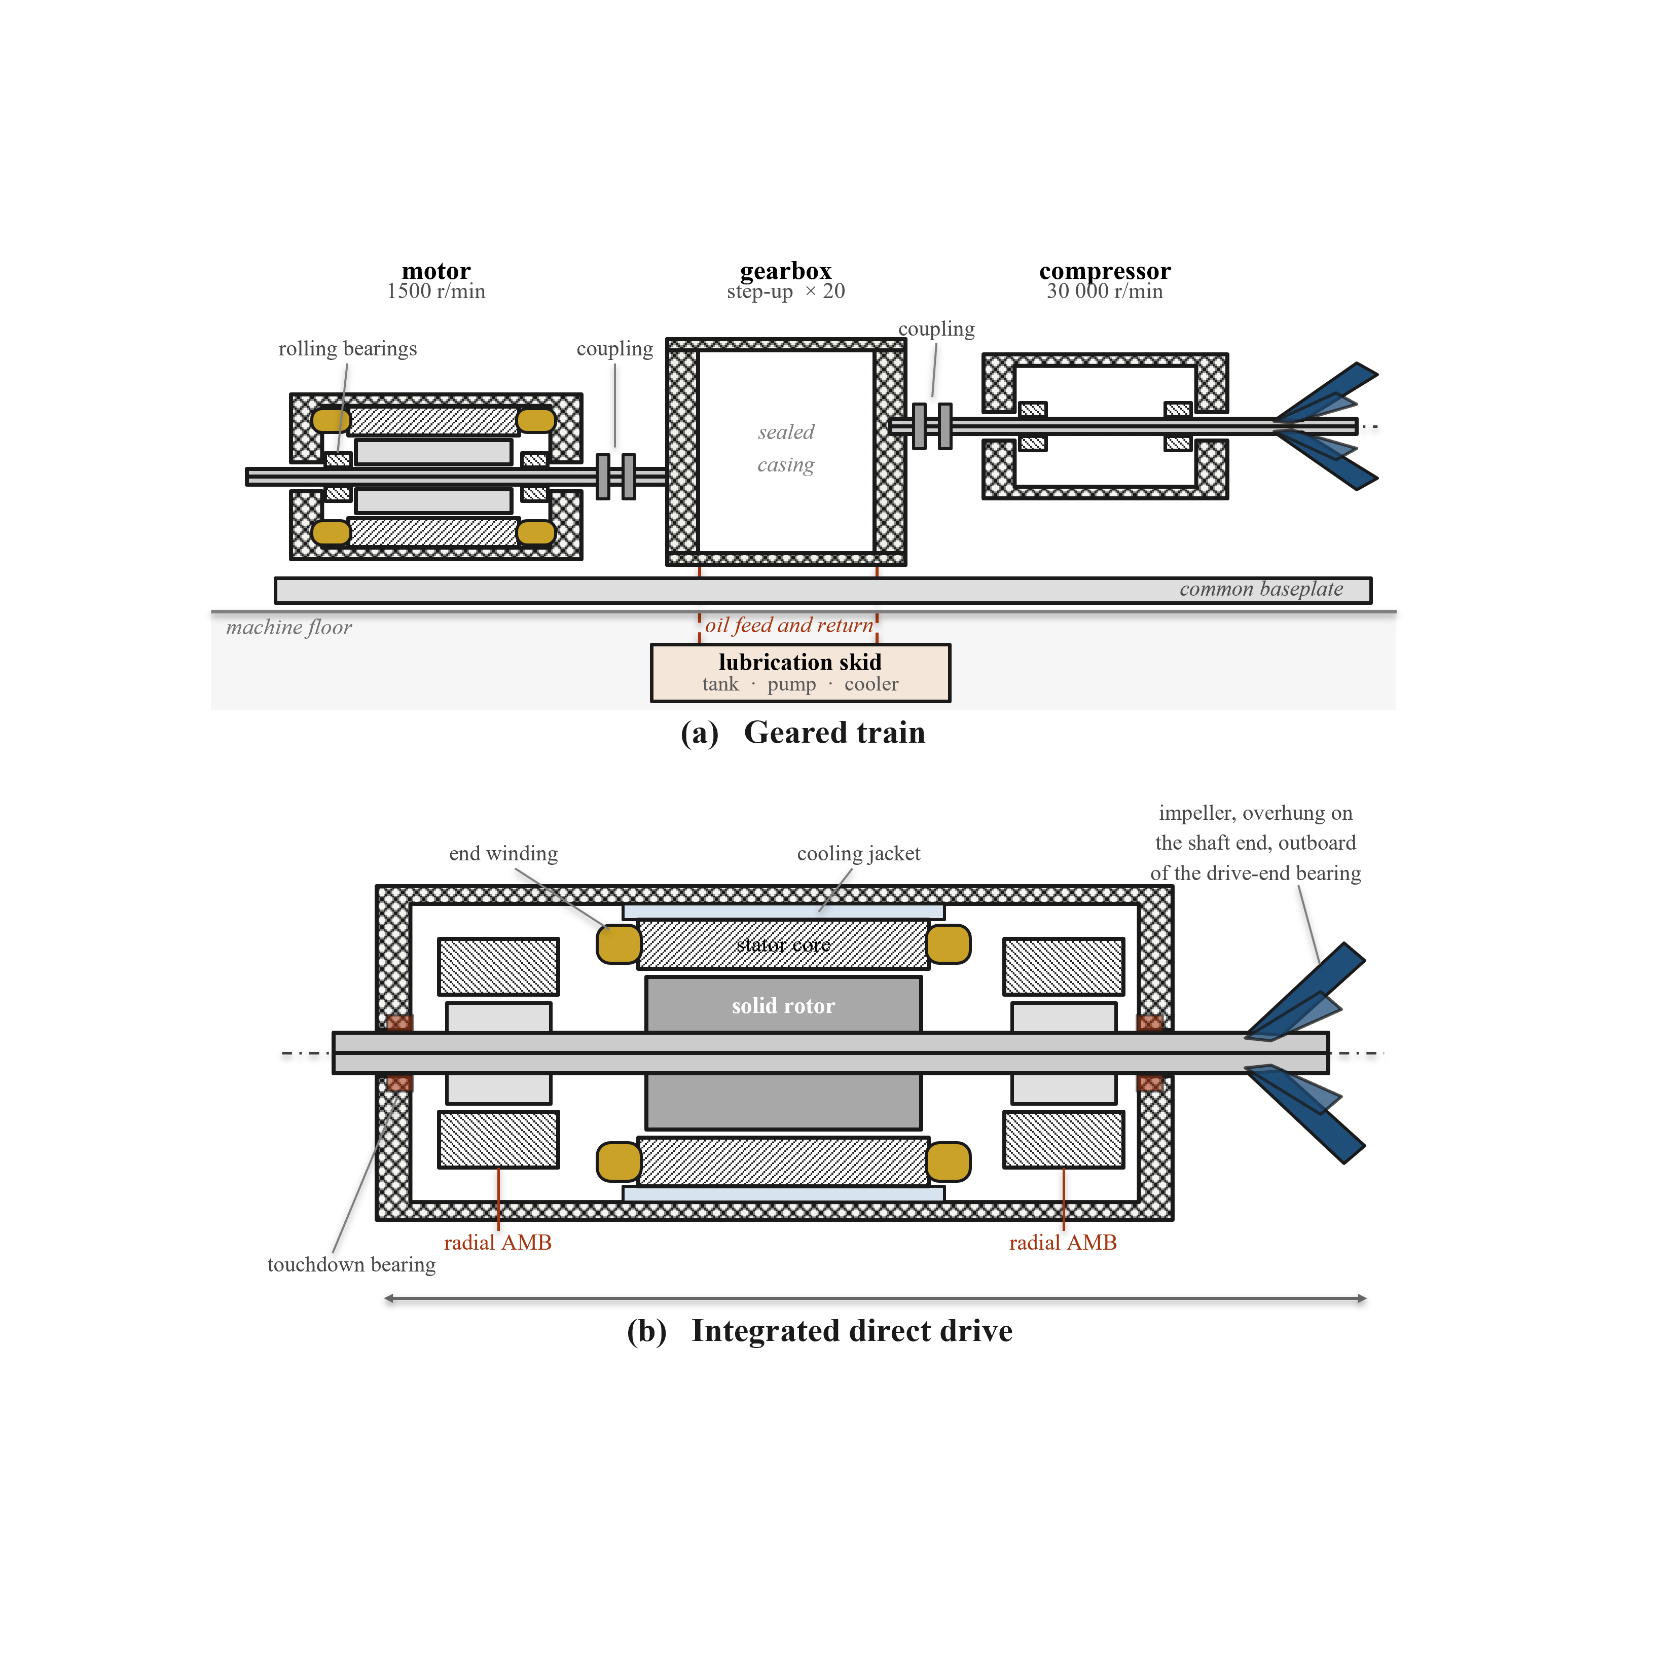 motor
1500 r/min
gearbox
step-up × 20
compressor
30 000 r/min
rolling bearings
coupling
coupling
sealed
casing
common baseplate
machine floor
oil feed and return
lubrication skid
tank · pump · cooler
(a) Geared train
impeller, overhung on
the shaft end, outboard
of the drive-end bearing
end winding
cooling jacket
stator core
solid rotor
radial AMB
radial AMB
touchdown bearing
(b) Integrated direct drive